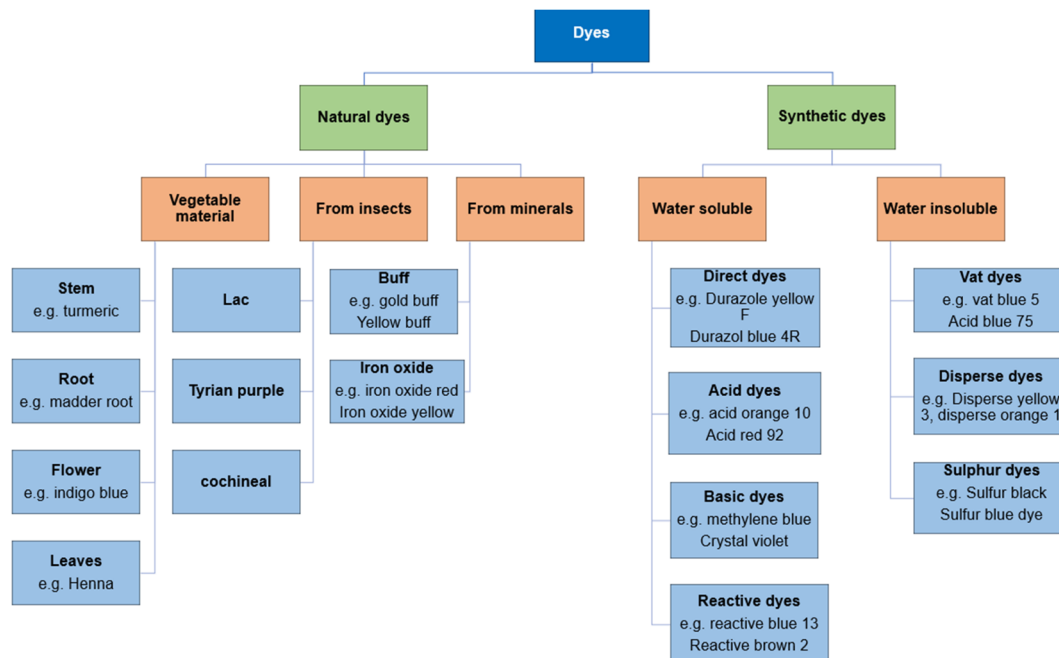 Dyes
Natural dyes
Synthetic dyes
Vegetable
material
From insects
From minerals
Water soluble
Water insoluble
Stem
e.g. turmeric
Root
e.g. madder root
Flower
e.g. indigo blue
Leaves
e.g. Henna
Lac
Tyrian purple
cochineal
Buff
e.g. gold buff
Yellow buff
Iron oxide
e.g. iron oxide red
Iron oxide yellow
Direct dyes
e.g. Durazole yellow
F
Durazol blue 4R
Acid dyes
e.g. acid orange 10
Acid red 92
Basic dyes
e.g. methylene blue
Crystal violet
Reactive dyes
e.g. reactive blue 13
Reactive brown 2
Vat dyes
e.g. vat blue 5
Acid blue 75
Disperse dyes
e.g. Disperse yellow
3, disperse orange 1
Sulphur dyes
e.g. Sulfur black
Sulfur blue dye